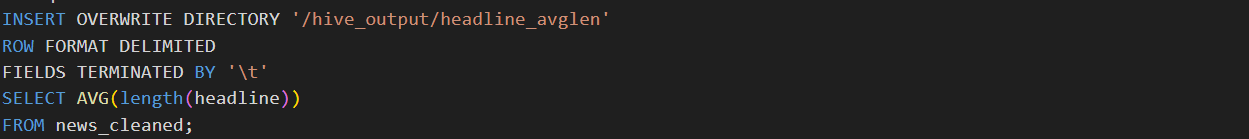 INSERT OVERWRITE DIRECTORY '/hive_output/headline_avglen'
ROW FORMAT DELIMITED
FIELDS TERMINATED BY '\t'
SELECT AVG(length(headline))
FROM news_cleaned;